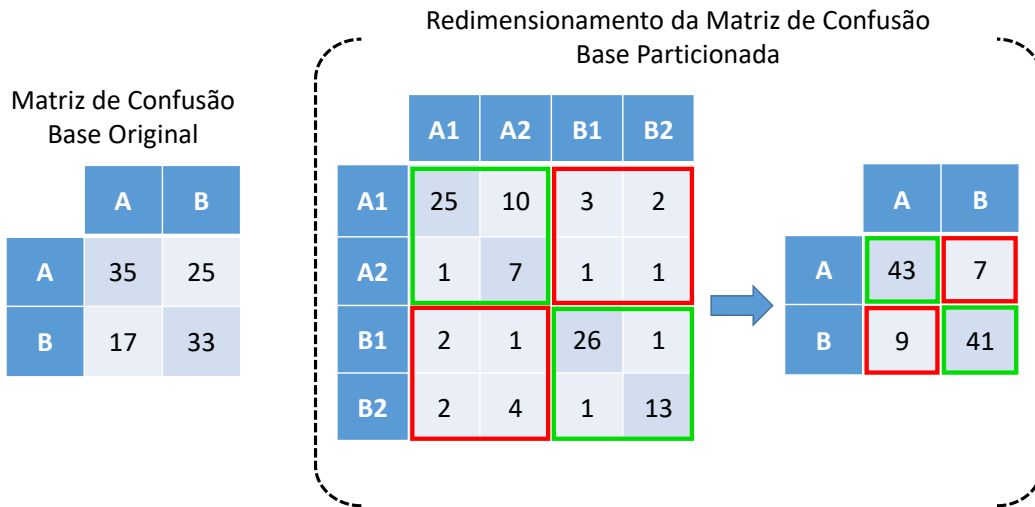 Redimensionamento da Matriz de Confusão
Base Particionada
Matriz de Confusão
Base Original
A B
A 35 25
B 17 33
A1 A2 B1 B2
A1 25 10 3 2
A2 1 7 1 1
B1 2 1 26 1
B2 2 4 1 13
A B
A 43 7
B 9 41